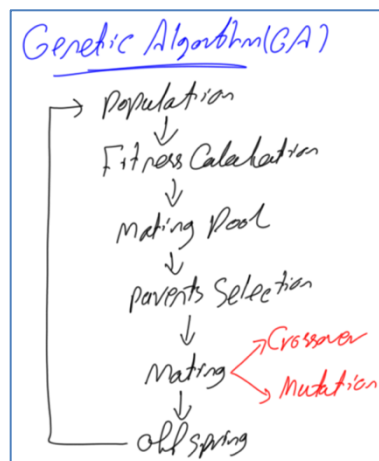 Genetic Algorithm(GA)
Population
Fitness Calculation
Mating Pool
Parents Selection
Mating
Crossover
Mutation
Offspring